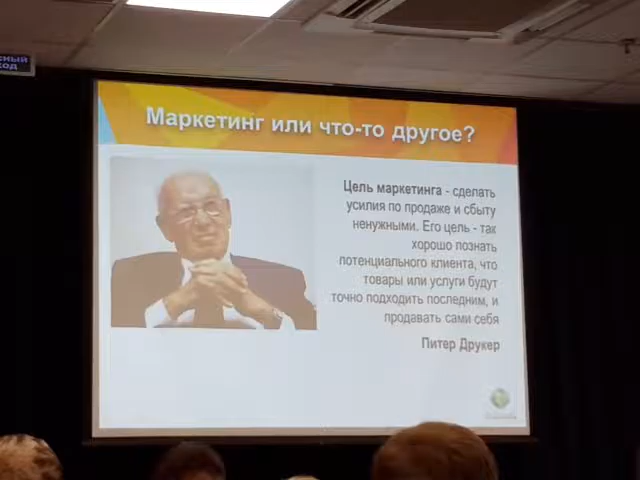 Маркетинг или что-то другое?
Цель маркетинга - сделать
усилия по продаже и сбыту
ненужными. Его цель - так
хорошо познать
потенциального клиента, что
товары или услуги будут
точно подходить последним, и
продавать сами себя
Питер Друкер